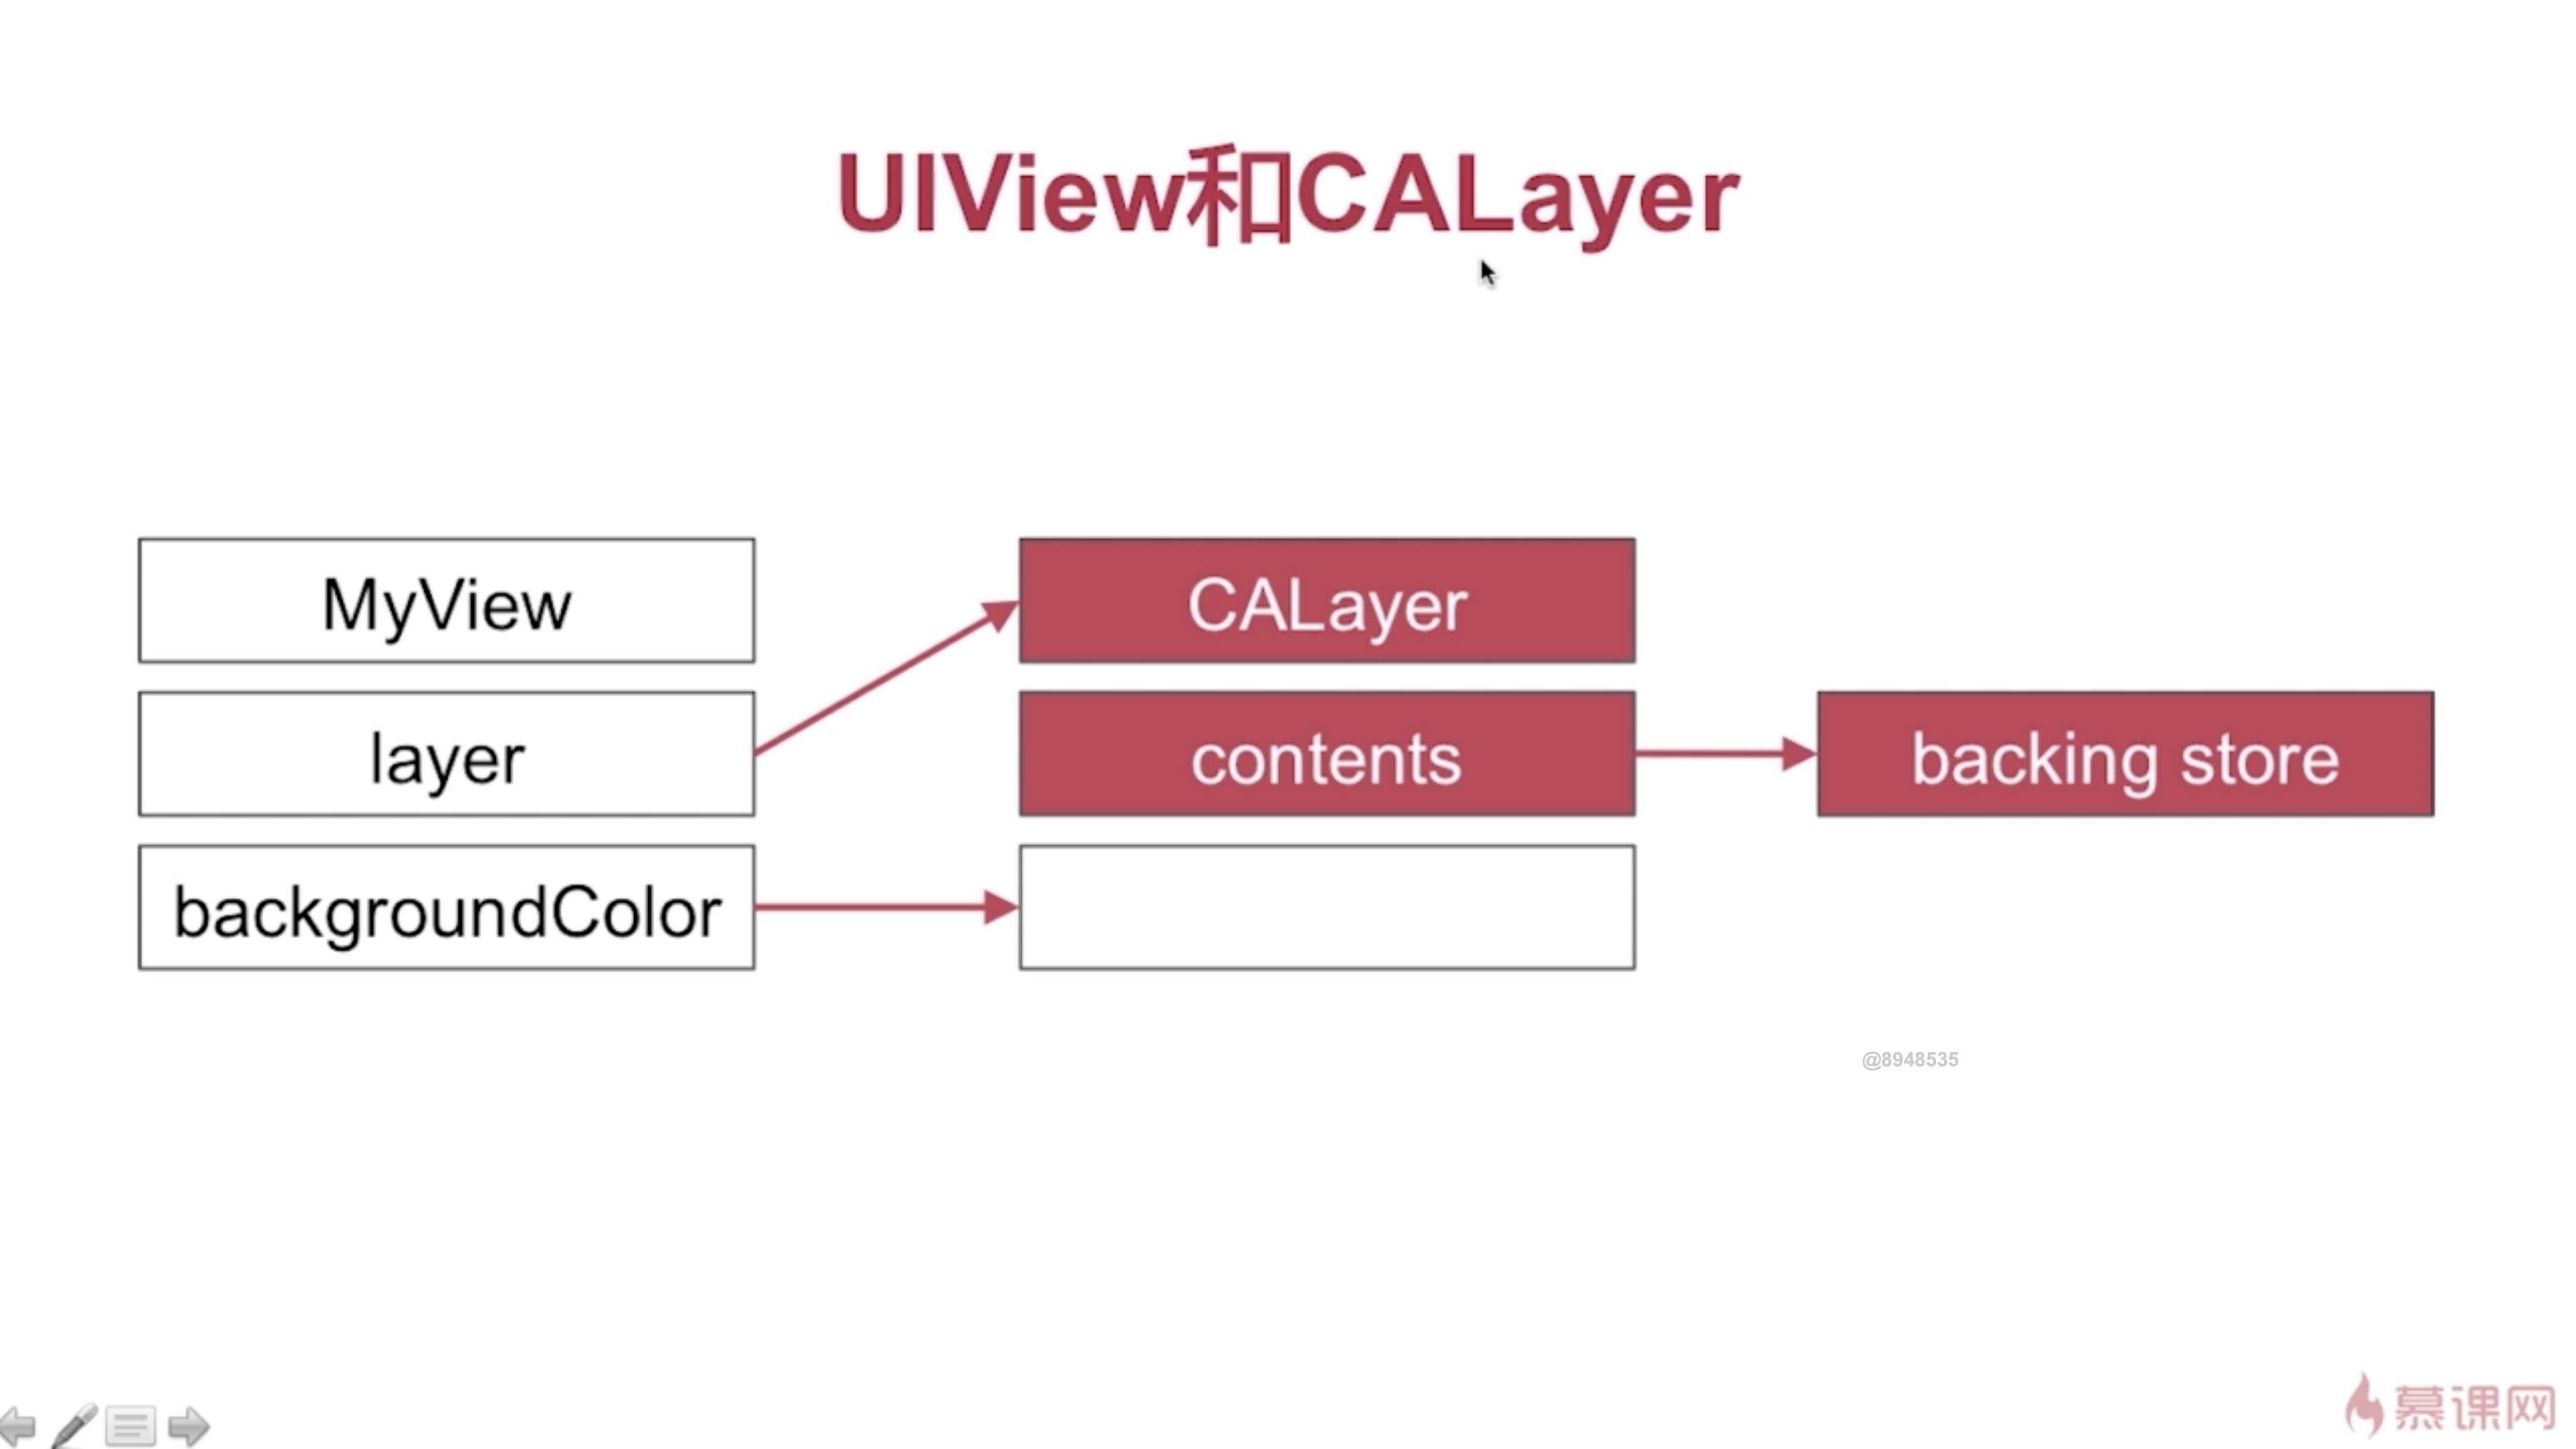 UIView和CALayer
MyView
CALayer
layer
contents
backing store
backgroundColor
@8948535
慕课网